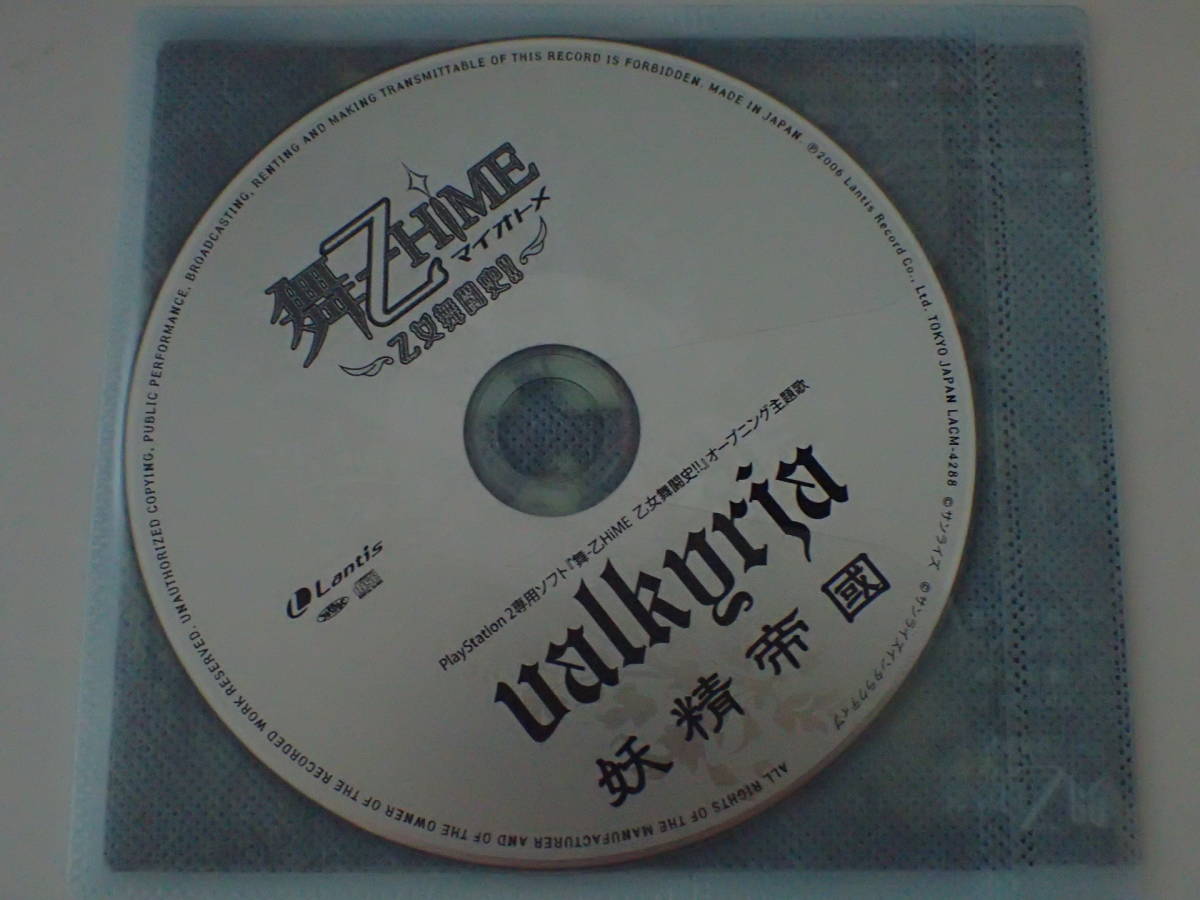 舞-乙HiME
マイオトメ
～乙女舞闘史!!～
PlayStation 2専用ソフト『舞-乙HiME 乙女舞闘史!!』オープニング主題歌
valkyrja
妖精帝國
Lantis
ALL RIGHTS OF THE MANUFACTURER AND OF THE OWNER OF THE RECORDED WORK RESERVED. UNAUTHORIZED COPYING, PUBLIC PERFORMANCE, BROADCASTING, RENTING AND MAKING TRANSMITTABLE OF THIS RECORD IS FORBIDDEN. MADE IN JAPAN. ℗2006 Lantis Record Co., Ltd. TOKYO JAPAN LACM-4288 ©サンライズ ©サンライズインタラクティブ